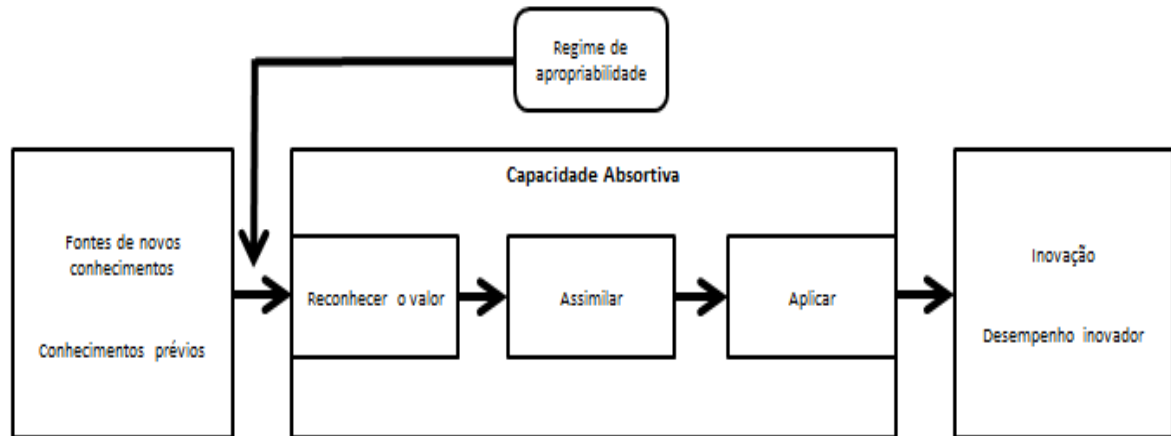 Regime de
apropriabilidade
Capacidade Absortiva
Fontes de novos
conhecimentos
Conhecimentos prévios
Reconhecer o valor
Assimilar
Aplicar
Inovação
Desempenho inovador